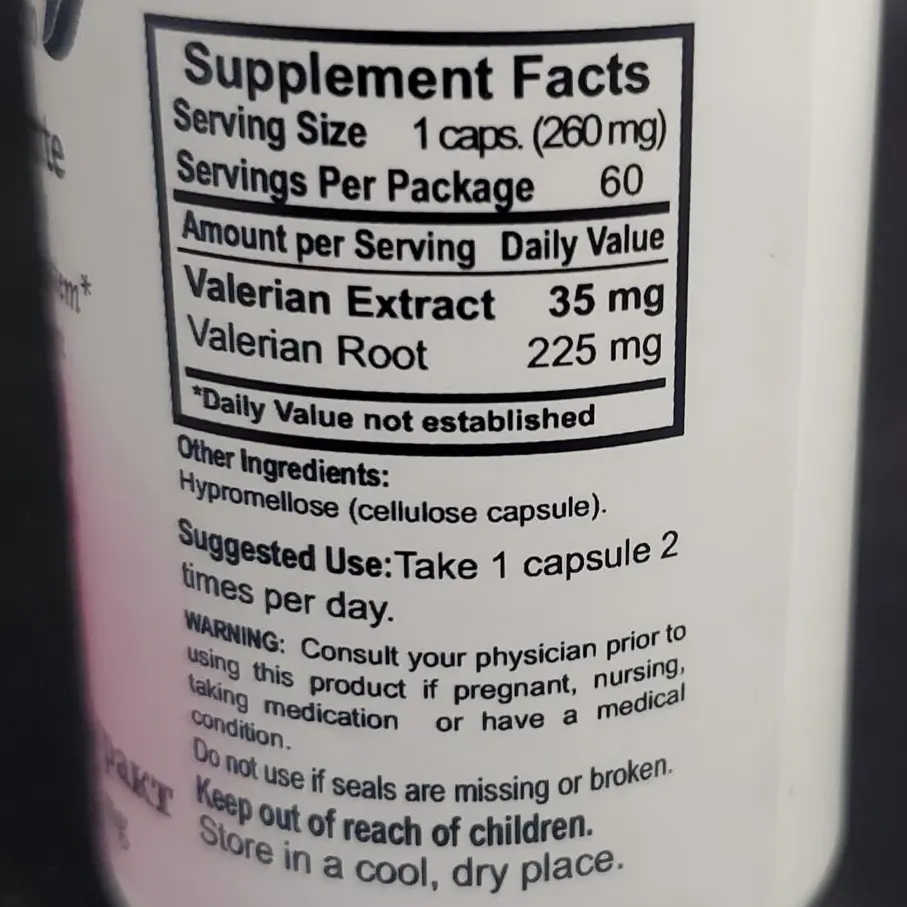 Supplement Facts
Serving Size 1 caps. (260 mg)
Servings Per Package 60
Amount per Serving Daily Value
Valerian Extract 35 mg
Valerian Root 225 mg
*Daily Value not established
Other Ingredients:
Hypromellose (cellulose capsule).
Suggested Use: Take 1 capsule 2
times per day.
WARNING: Consult your physician prior to
using this product if pregnant, nursing,
taking medication or have a medical
condition.
Do not use if seals are missing or broken.
Keep out of reach of children.
Store in a cool, dry place.